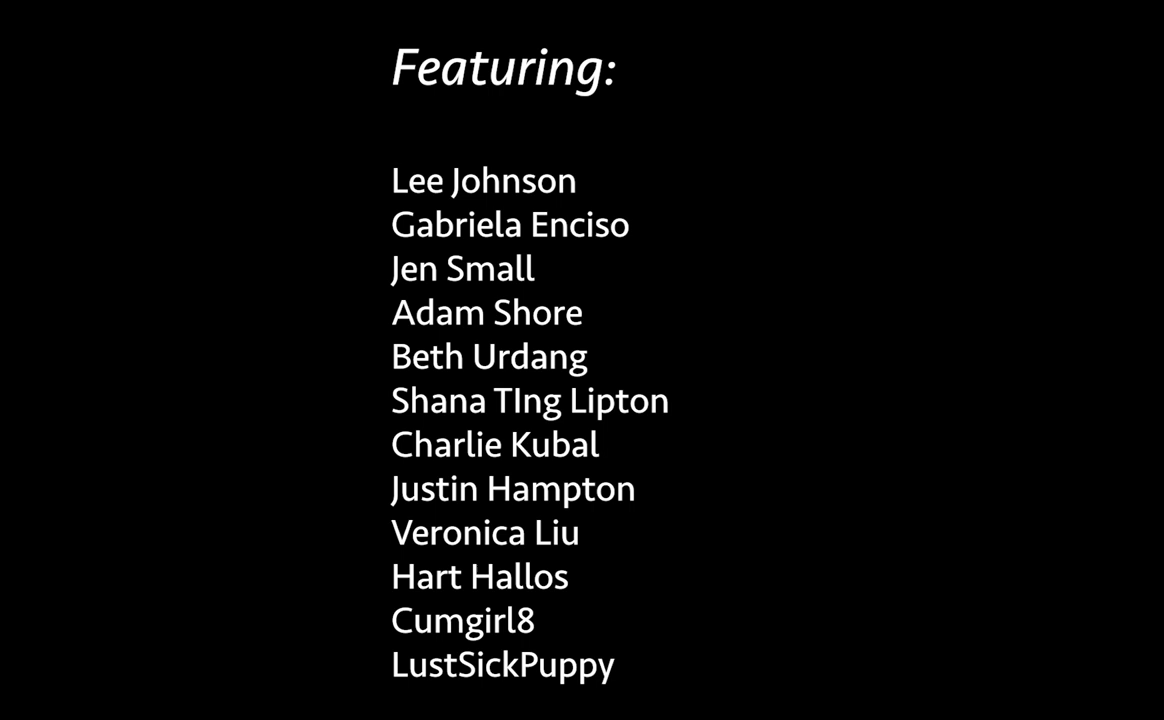 Featuring:
Lee Johnson
Gabriela Enciso
Jen Small
Adam Shore
Beth Urdang
Shana TIng Lipton
Charlie Kubal
Justin Hampton
Veronica Liu
Hart Hallos
Cumgirl8
LustSickPuppy